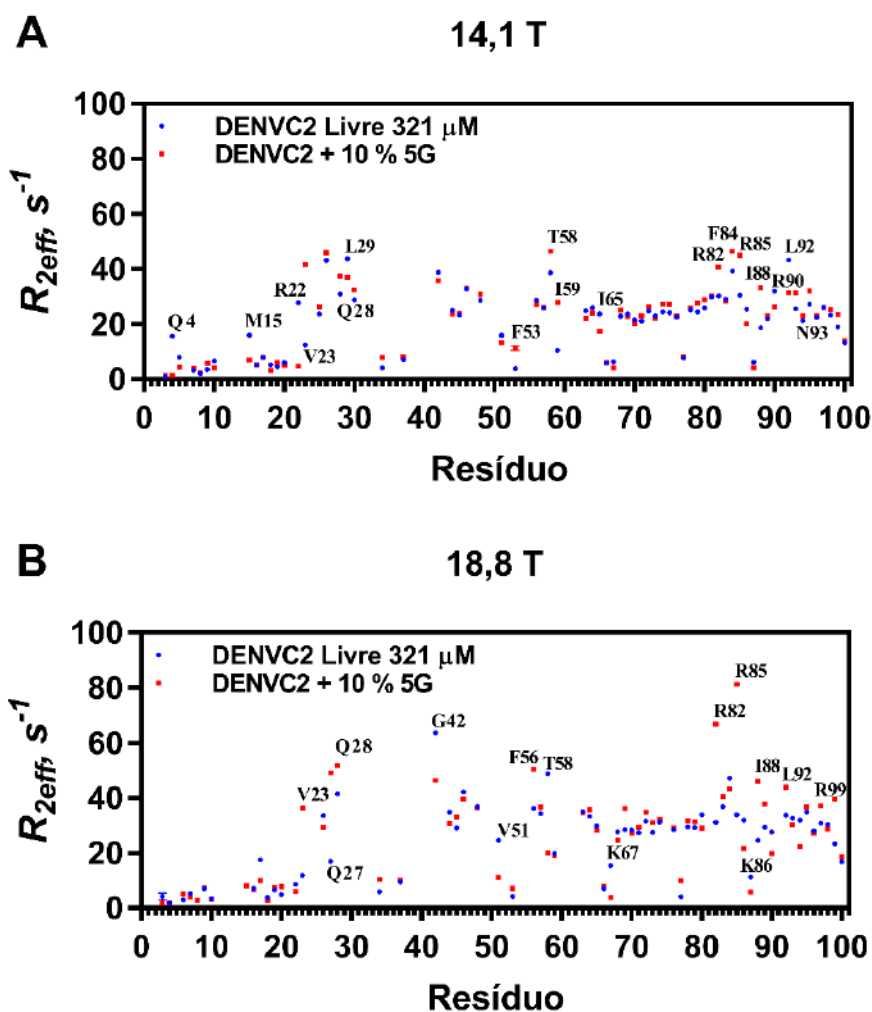 A
14,1 T
100
80
60
40
20
0
R2eff, s-1
DENVC2 Livre 321 µM
DENVC2 + 10 % 5G
Q4
M15
R22
V23
L29
Q28
F53
T58
I59
I65
F84
R82
R85
I88
R90
L92
N93
0 10 20 30 40 50 60 70 80 90 100
Resíduo
B
18,8 T
100
80
60
40
20
0
R2eff, s-1
DENVC2 Livre 321 µM
DENVC2 + 10 % 5G
V23
Q28
Q27
G42
V51
F56
T58
K67
R82
R85
I88
L92
K86
R99
0 10 20 30 40 50 60 70 80 90 100
Resíduo